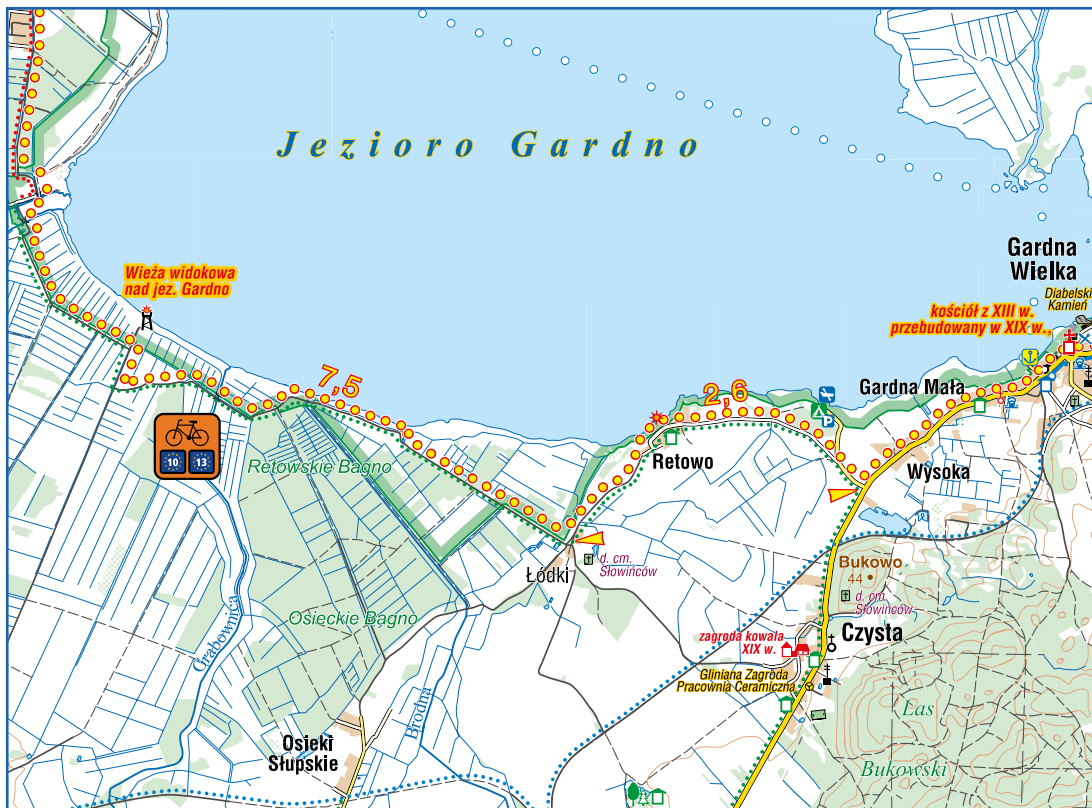 Jezioro Gardno
Gardna
Wielka
Diabelski
Kamień
Wieża widokowa
nad jez. Gardno
kościół z XIII w.
przebudowany w XIX w.,
7,5
2,6
Gardna Mała
P
10
13
Retowskie Bagno
Retowo
Wysoka
Łódki
d. cm.
Słowińców
Bukowo
44
d. cm.
Słowińców
Osieckie Bagno
Grabownica
zagroda kowala
XIX w.
Czysta
Gliniana Zagroda
Pracownia Ceramiczna
Brodna
Osieki
Słupskie
Las
Bukowski